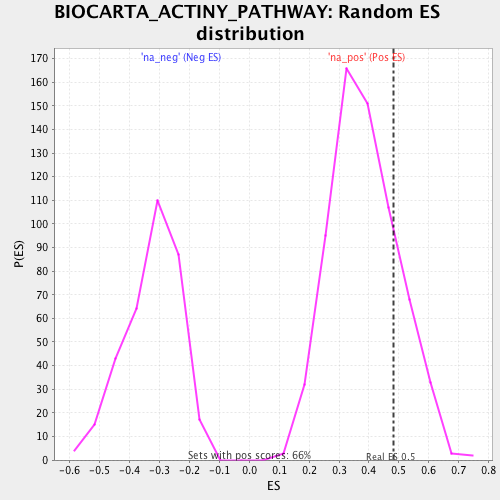 BIOCARTA_ACTINY_PATHWAY: Random ES
distribution
'na_neg' (Neg ES)
'na_pos' (Pos ES)
P(ES)
170
160
150
140
130
120
110
100
90
80
70
60
50
40
30
20
10
0
Sets with pos scores: 66%
Real ES 0.5
-0.6 -0.5 -0.4 -0.3 -0.2 -0.1 0.0 0.1 0.2 0.3 0.4 0.5 0.6 0.7 0.8
ES